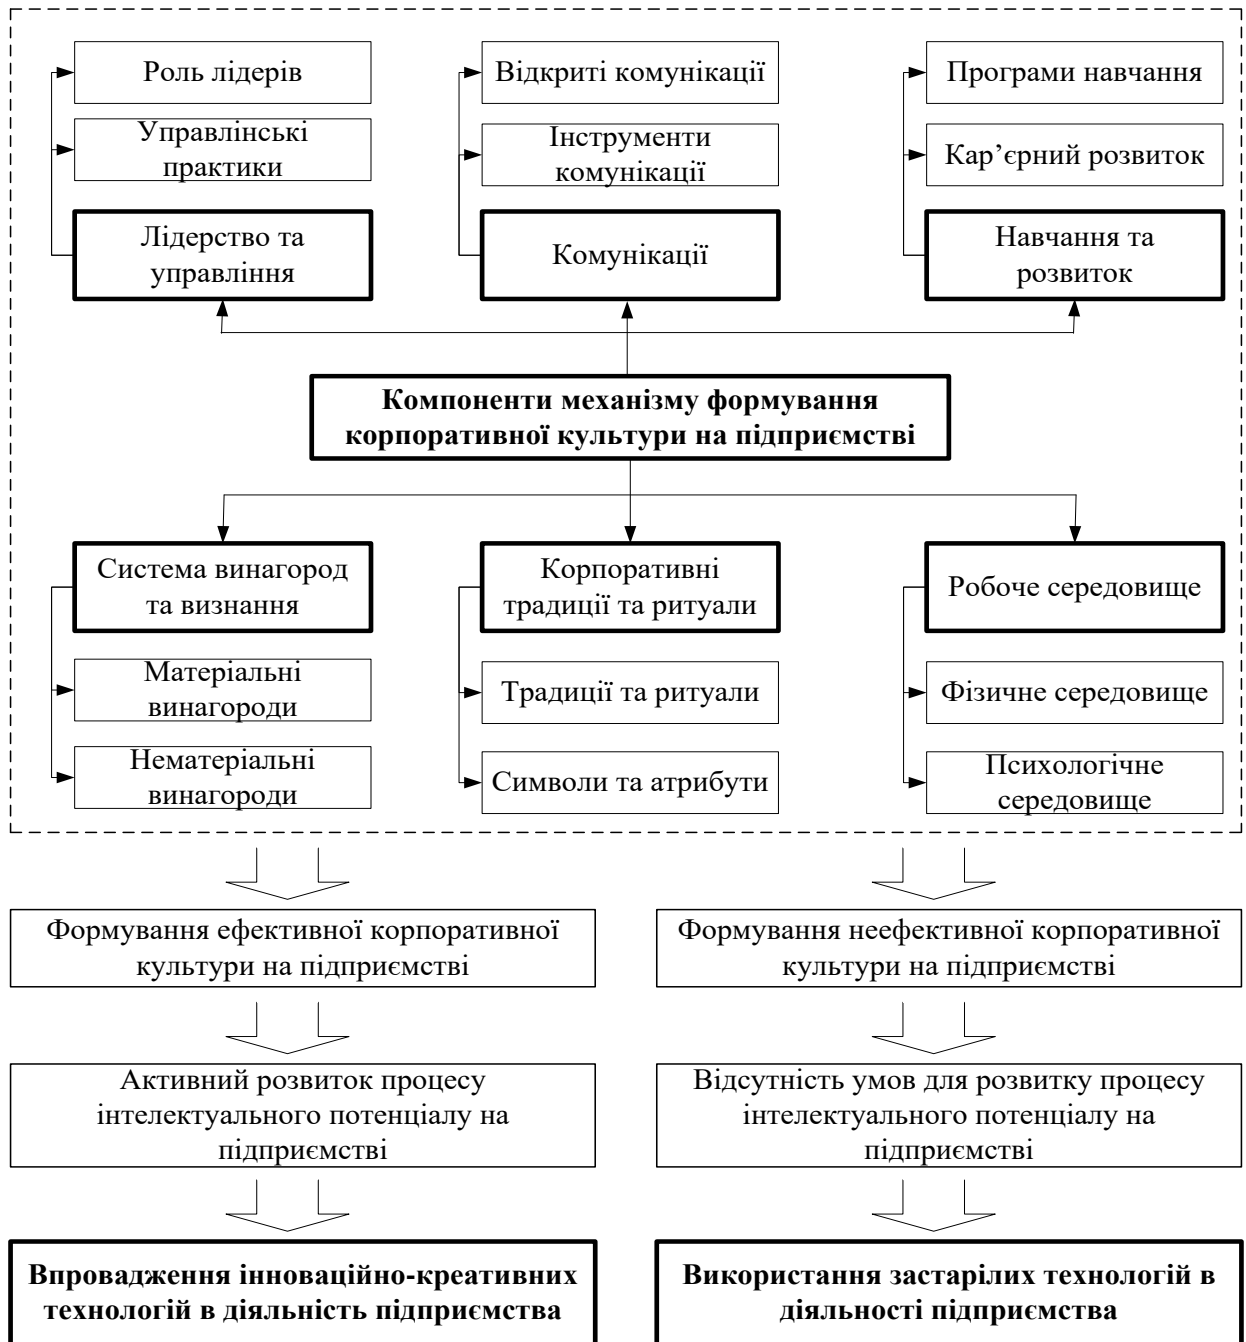 Роль лідерів
Відкриті комунікації
Програми навчання
Управлінські
практики
Інструменти
комунікації
Кар’єрний розвиток
Лідерство та
управління
Комунікації
Навчання та
розвиток
Компоненти механізму формування
корпоративної культури на підприємстві
Система винагород
та визнання
Корпоративні
традиції та ритуали
Робоче середовище
Матеріальні
винагороди
Традиції та ритуали
Фізичне середовище
Нематеріальні
винагороди
Символи та атрибути
Психологічне
середовище
Формування ефективної корпоративної
культури на підприємстві
Формування неефективної корпоративної
культури на підприємстві
Активний розвиток процесу
інтелектуального потенціалу на
підприємстві
Відсутність умов для розвитку процесу
інтелектуального потенціалу на
підприємстві
Впровадження інноваційно-креативних
технологій в діяльність підприємства
Використання застарілих технологій в
діяльності підприємства